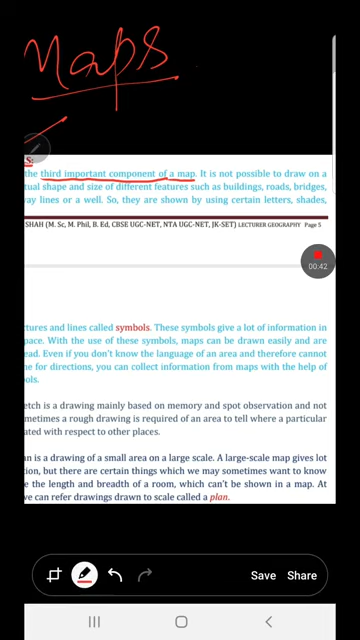 Maps
S:
the third important component of a map. It is not possible to draw on a
tual shape and size of different features such as buildings, roads, bridges,
way lines or a well. So, they are shown by using certain letters, shades,
SHAH (M. Sc, M. Phil, B. Ed, CBSE UGC-NET, NTA UGC-NET, JK-SET) LECTURER GEOGRAPHY Page 5
00:42
ctures and lines called symbols. These symbols give a lot of information in
pace. With the use of these symbols, maps can be drawn easily and are
ead. Even if you don't know the language of an area and therefore cannot
ne for directions, you can collect information from maps with the help of
ools.
etch is a drawing mainly based on memory and spot observation and not
ometimes a rough drawing is required of an area to tell where a particular
ated with respect to other places.
an is a drawing of a small area on a large scale. A large-scale map gives lot
tion, but there are certain things which we may sometimes want to know
e the length and breadth of a room, which can't be shown in a map. At
we can refer drawings drawn to scale called a plan.
Save Share